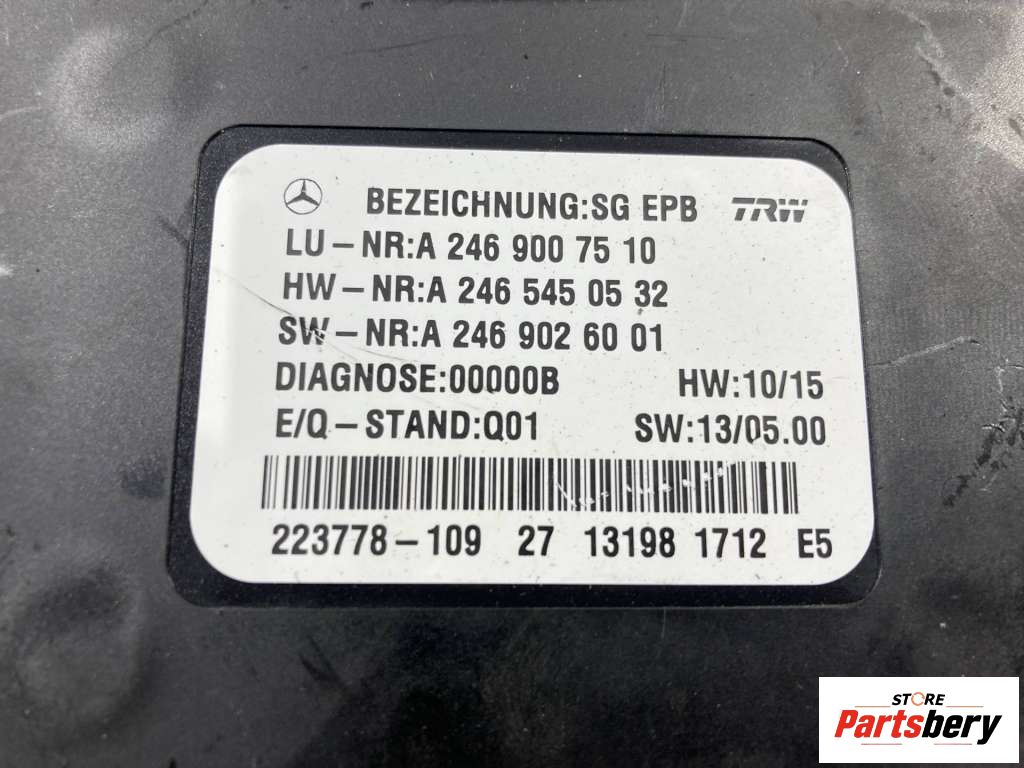 BEZEICHNUNG:SG EPB TRW
LU-NR:A 246 900 75 10
HW-NR:A 246 545 05 32
SW-NR:A 246 902 60 01
DIAGNOSE:00000B HW:10/15
E/Q-STAND:Q01 SW:13/05.00
223778-109 27 13198 1712 E5
STORE
Partsbery